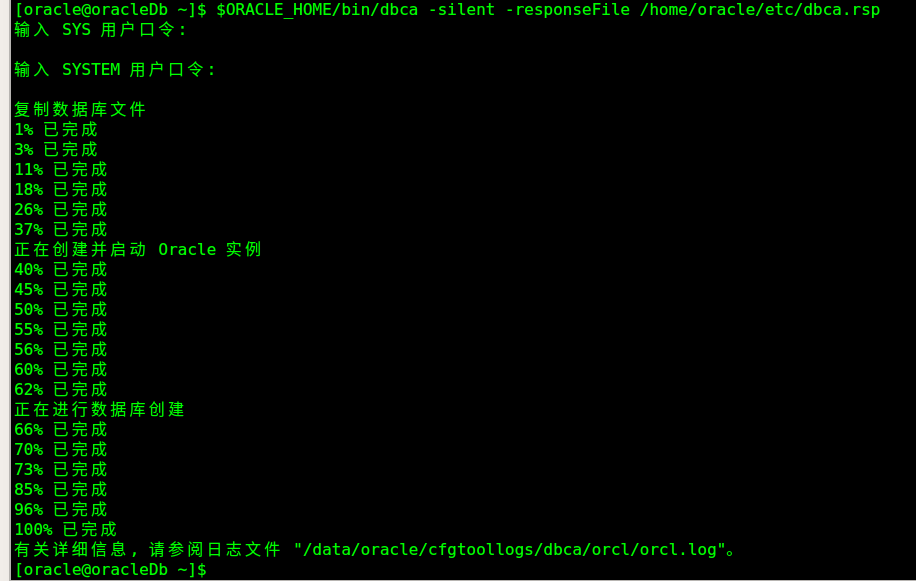 [oracle@oracleDb ~]$ $ORACLE_HOME/bin/dbca -silent -responseFile /home/oracle/etc/dbca.rsp
输入 SYS 用户口令:
输入 SYSTEM 用户口令:
复制数据库文件
1% 已完成
3% 已完成
11% 已完成
18% 已完成
26% 已完成
37% 已完成
正在创建并启动 Oracle 实例
40% 已完成
45% 已完成
50% 已完成
55% 已完成
56% 已完成
60% 已完成
62% 已完成
正在进行数据库创建
66% 已完成
70% 已完成
73% 已完成
85% 已完成
96% 已完成
100% 已完成
有关详细信息, 请参阅日志文件 "/data/oracle/cfgtoollogs/dbca/orcl/orcl.log"。
[oracle@oracleDb ~]$